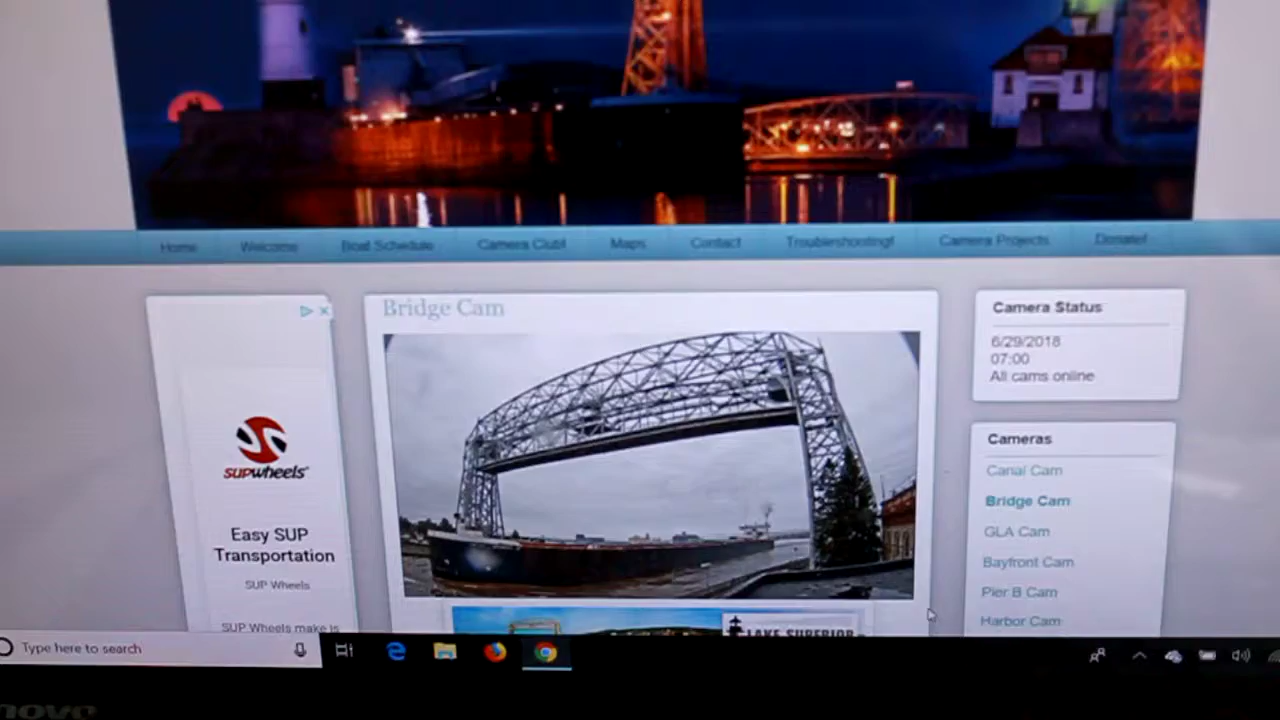 Home Welcome Boat Schedule Camera Club! Maps Contact Troubleshooting! Camera Projects Donate!
SUPWHEELS
Easy SUP
Transportation
SUP Wheels
SUP Wheels make is
Bridge Cam
LAKE SUPERIOR
Camera Status
6/29/2018
07:00
All cams online
Cameras
Canal Cam
Bridge Cam
GLA Cam
Bayfront Cam
Pier B Cam
Harbor Cam
Type here to search